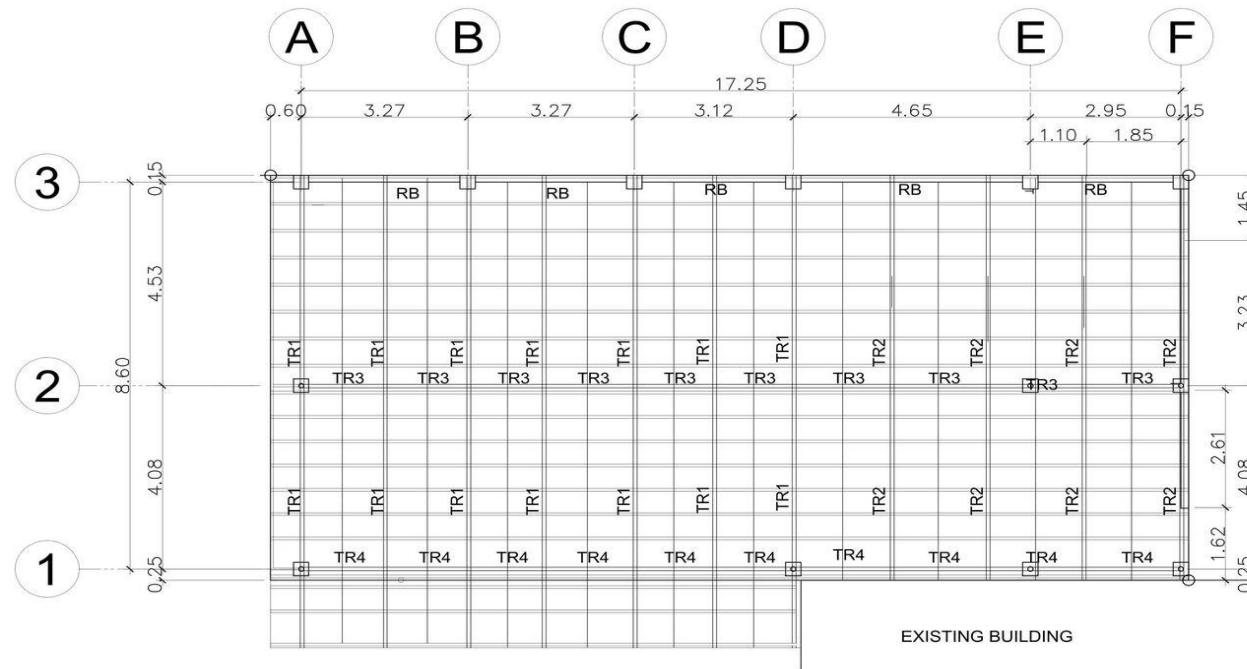 A B C D E F
17.25
0.60 3.27 3.27 3.12 4.65 2.95 0.15
1.10 1.85
3
0.15
RB RB RB RB RB
1.45
4.53
3.23
8.60
TR1 TR1 TR1 TR1 TR1 TR1 TR1 TR2 TR2 TR2 TR2
2
TR3 TR3 TR3 TR3 TR3 TR3 TR3 TR3 TR3 TR3
4.08
2.61
4.08
TR1 TR1 TR1 TR1 TR1 TR1 TR1 TR2 TR2 TR2 TR2
1.62
1
TR4 TR4 TR4 TR4 TR4 TR4 TR4 TR4 TR4 TR4
0.25
0.25
EXISTING BUILDING